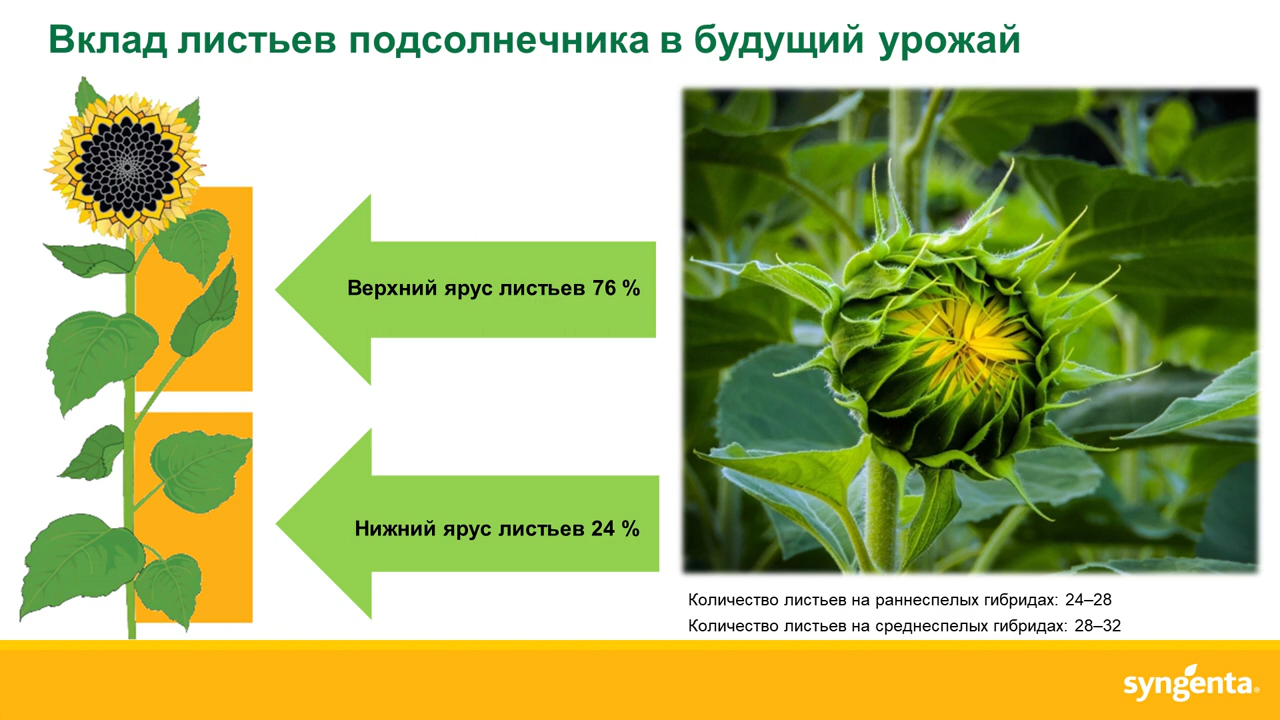 Вклад листьев подсолнечника в будущий урожай
Верхний ярус листьев 76 %
Нижний ярус листьев 24 %
Количество листьев на раннеспелых гибридах: 24–28
Количество листьев на среднеспелых гибридах: 28–32
syngenta®